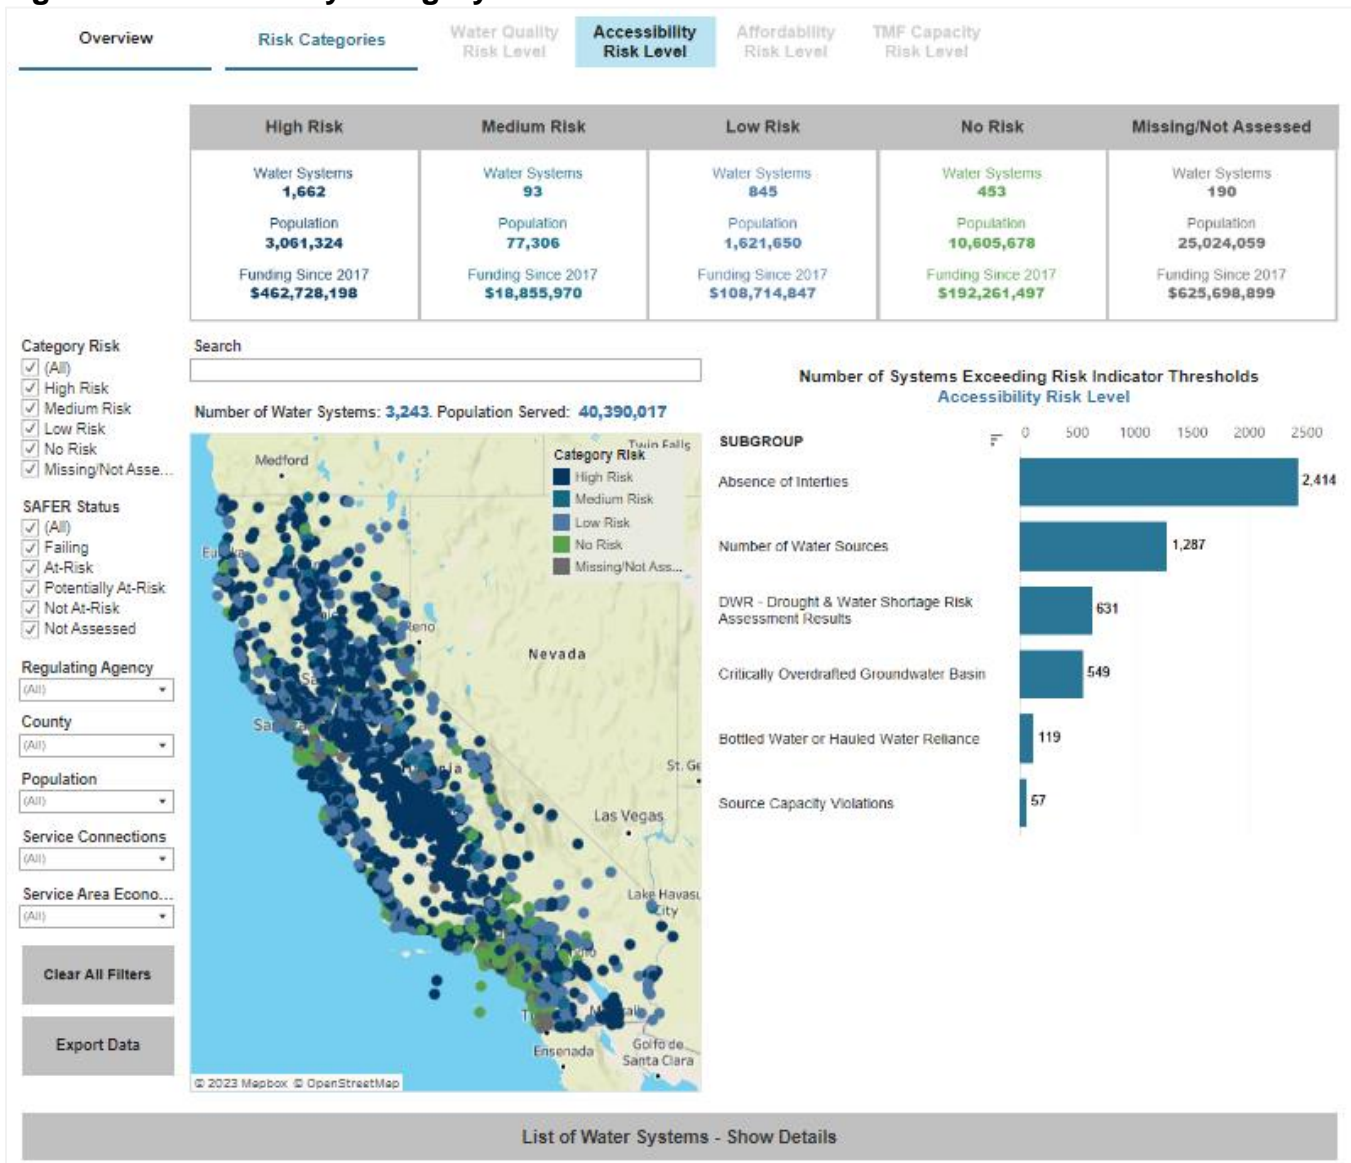 Overview
Risk Categories
Water Quality
Risk Level
Accessibility
Risk Level
Affordability
Risk Level
TMF Capacity
Risk Level
High Risk
Medium Risk
Low Risk
No Risk
Missing/Not Assessed
Water Systems
1,662
Population
3,061,324
Funding Since 2017
$462,728,198
Water Systems
93
Population
77,306
Funding Since 2017
$18,855,970
Water Systems
845
Population
1,621,650
Funding Since 2017
$108,714,847
Water Systems
453
Population
10,605,678
Funding Since 2017
$192,261,497
Water Systems
190
Population
25,024,059
Funding Since 2017
$625,698,899
Category Risk
(All)
High Risk
Medium Risk
Low Risk
No Risk
Missing/Not Asse...
SAFER Status
(All)
Failing
At-Risk
Potentially At-Risk
Not At-Risk
Not Assessed
Regulating Agency
(All)
County
(All)
Population
(All)
Service Connections
(All)
Service Area Econo...
(All)
Clear All Filters
Export Data
Search
Number of Water Systems: 3,243. Population Served: 40,390,017
Twin Falls
Medford
Category Risk
High Risk
Medium Risk
Low Risk
No Risk
Missing/Not Ass...
Reno
Nevada
St. Ge
Las Vegas
Lake Havasu
City
Ensenada
Golfo de
Santa Clara
© 2023 Mapbox © OpenStreetMap
Number of Systems Exceeding Risk Indicator Thresholds
Accessibility Risk Level
SUBGROUP
0 500 1000 1500 2000 2500
Absence of Interties
2,414
Number of Water Sources
1,287
DWR - Drought & Water Shortage Risk
Assessment Results
631
Critically Overdrafted Groundwater Basin
549
Bottled Water or Hauled Water Reliance
119
Source Capacity Violations
57
List of Water Systems - Show Details